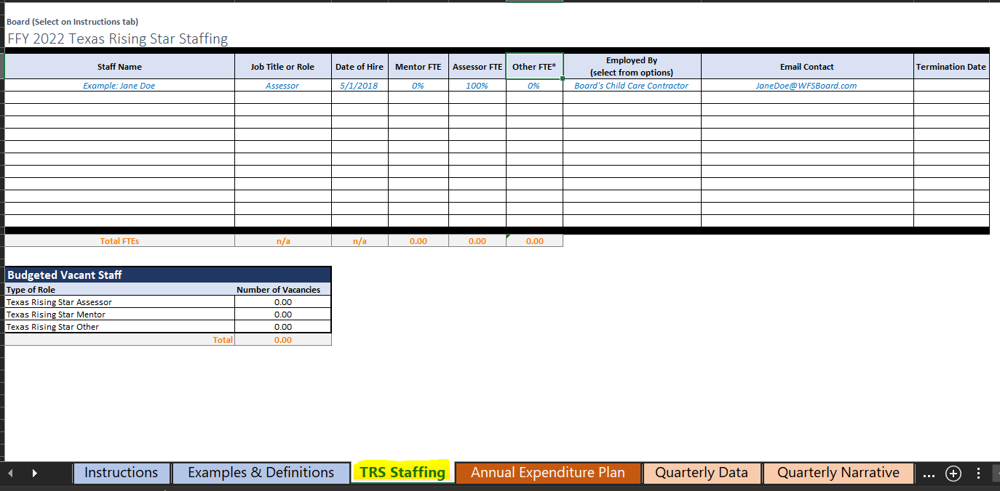 Board (Select on Instructions tab)
FFY 2022 Texas Rising Star Staffing
Staff Name Job Title or Role Date of Hire Mentor FTE Assessor FTE Other FTE* Employed By (select from options) Email Contact Termination Date
Example: Jane Doe Assessor 5/1/2018 0% 100% 0% Board's Child Care Contractor JaneDoe@WFSBoard.com
Total FTEs n/a n/a 0.00 0.00 0.00
Budgeted Vacant Staff
Type of Role Number of Vacancies
Texas Rising Star Assessor 0.00
Texas Rising Star Mentor 0.00
Texas Rising Star Other 0.00
Total 0.00
Instructions Examples & Definitions TRS Staffing Annual Expenditure Plan Quarterly Data Quarterly Narrative ...